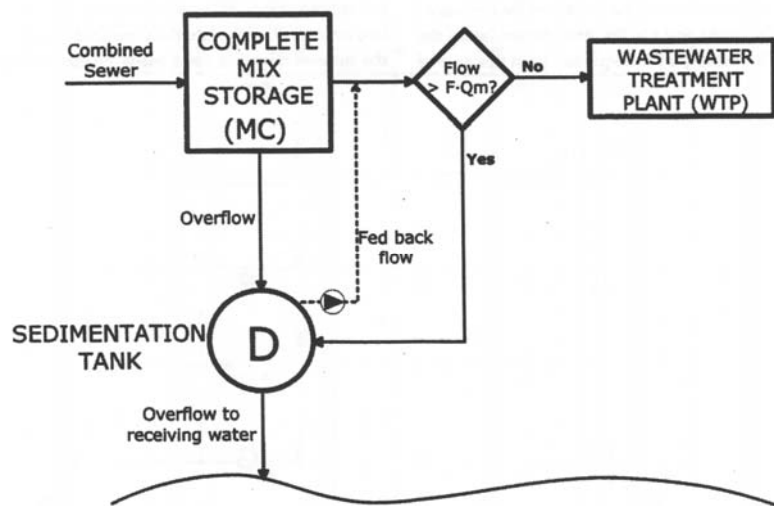 Combined
Sewer
COMPLETE
MIX
STORAGE
(MC)
Flow
> F·Qm?
No
WASTEWATER
TREATMENT
PLANT (WTP)
Yes
Overflow
Fed back
flow
SEDIMENTATION
TANK
D
Overflow to
receiving water